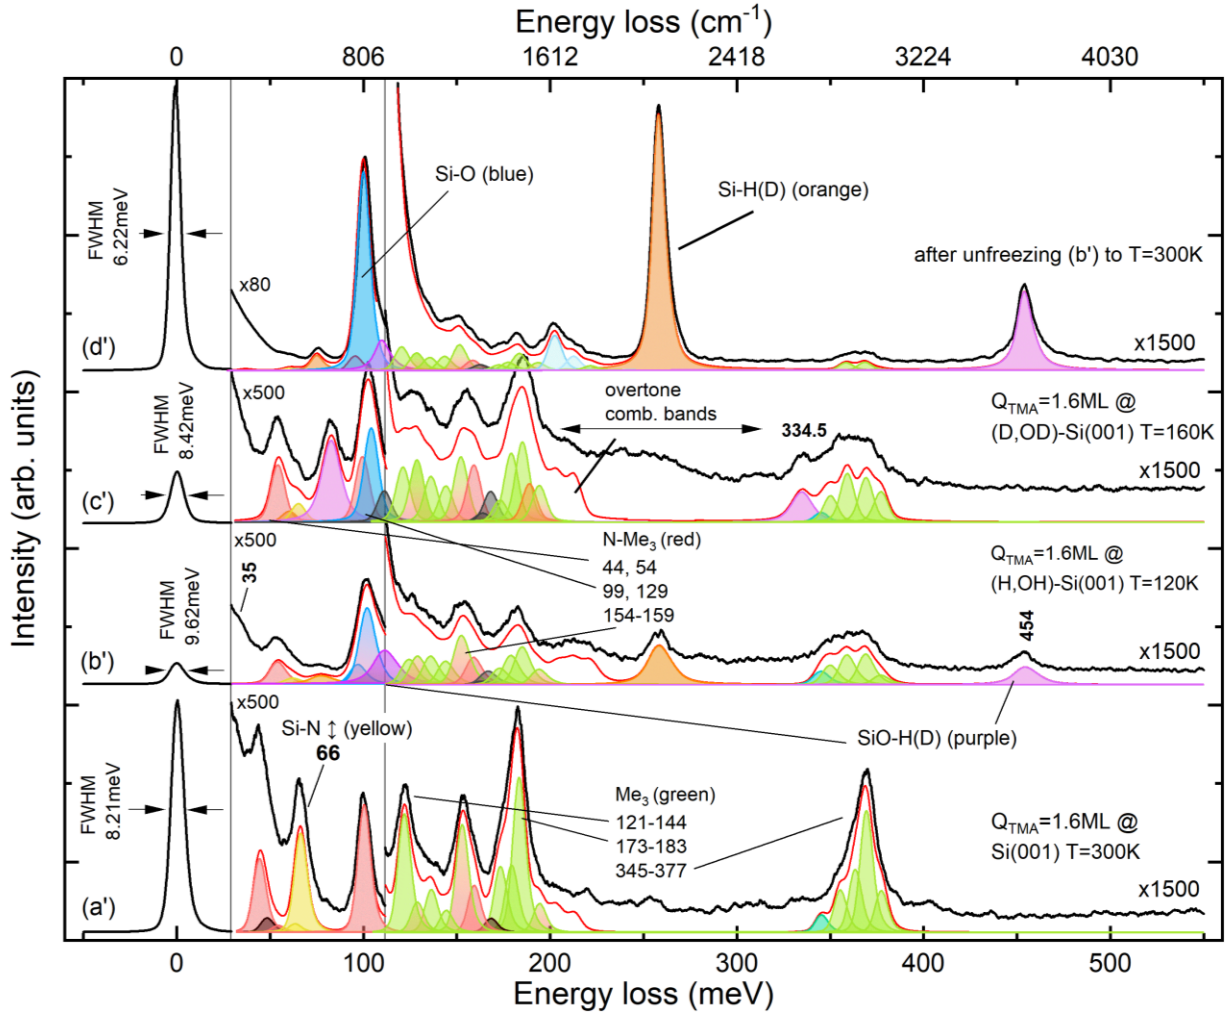 Energy loss (cm-1)
0 806 1612 2418 3224 4030
Si-O (blue)
Si-H(D) (orange)
FWHM
6.22meV
after unfreezing (b') to T=300K
x80
x1500
(d')
x500
overtone
comb. bands
334.5
QTMA=1.6ML @
(D,OD)-Si(001) T=160K
FWHM
8.42meV
x1500
(c')
x500
35
N-Me3 (red)
44, 54
99, 129
154-159
QTMA=1.6ML @
(H,OH)-Si(001) T=120K
FWHM
9.62meV
454
x1500
(b')
x500
Si-N ↕ (yellow)
66
SiO-H(D) (purple)
FWHM
8.21meV
Me3 (green)
121-144
173-183
345-377
QTMA=1.6ML @
Si(001) T=300K
x1500
(a')
0 100 200 300 400 500
Energy loss (meV)
Intensity (arb. units)